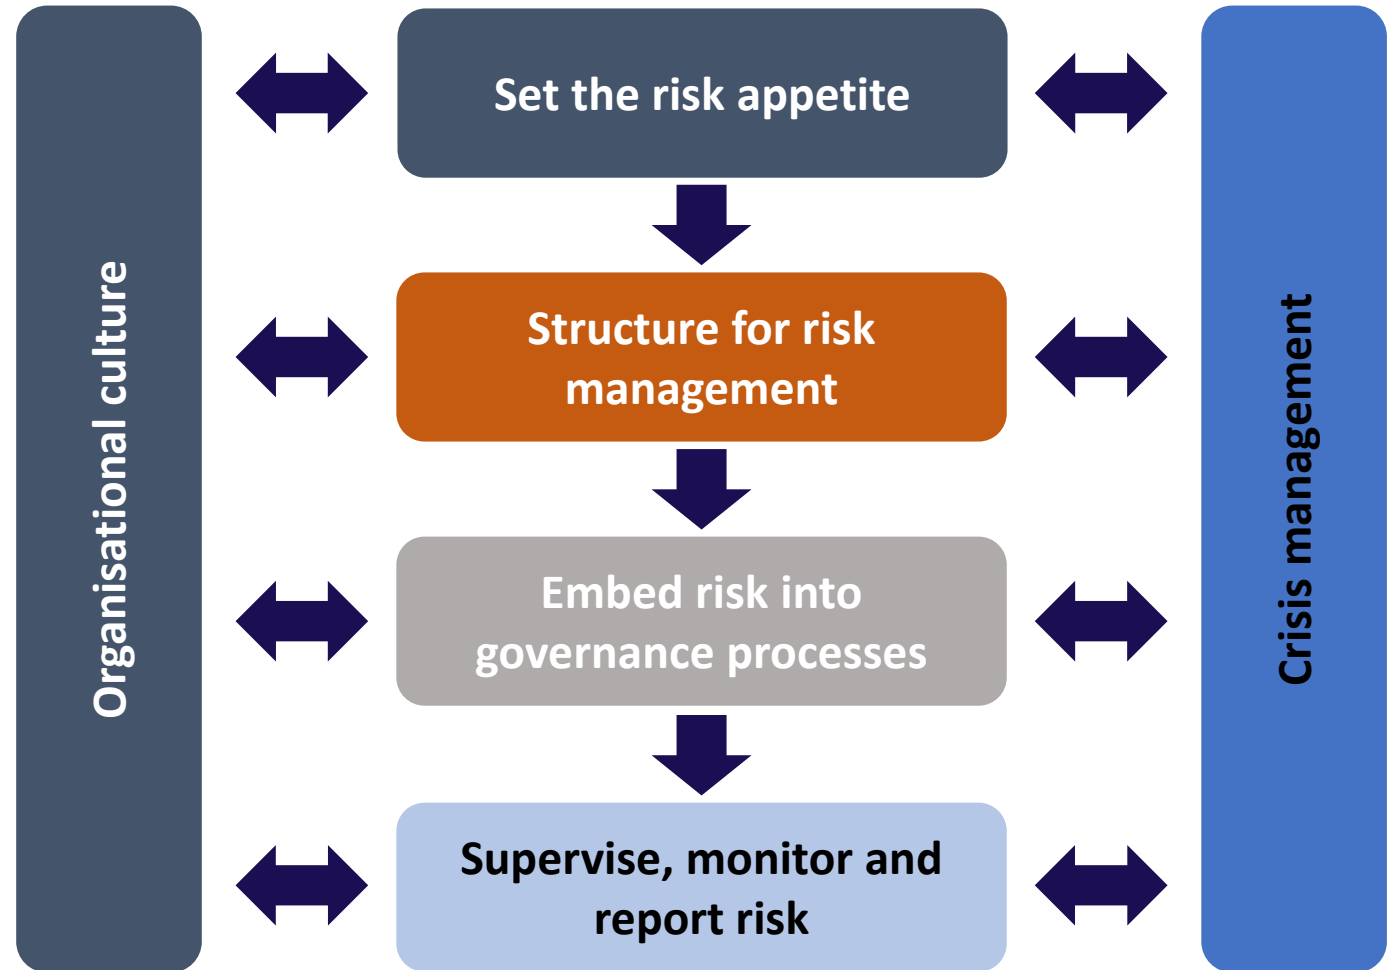 Organisational culture
Set the risk appetite
Structure for risk
management
Embed risk into
governance processes
Supervise, monitor and
report risk
Crisis management